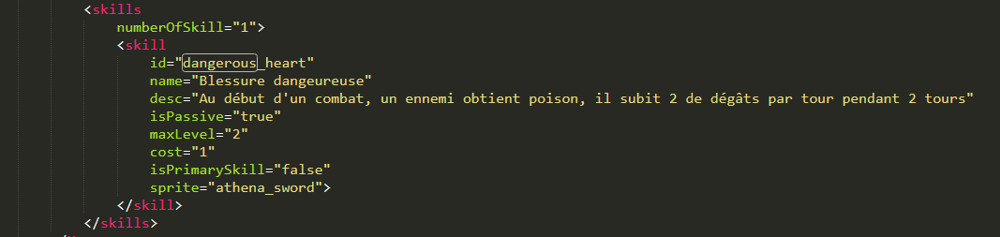 <skills
numberOfSkill="1">
<skill
id="dangerous_heart"
name="Blessure dangeureuse"
desc="Au début d'un combat, un ennemi obtient poison, il subit 2 de dégâts par tour pendant 2 tours"
isPassive="true"
maxLevel="2"
cost="1"
isPrimarySkill="false"
sprite="athena_sword">
</skill>
</skills>